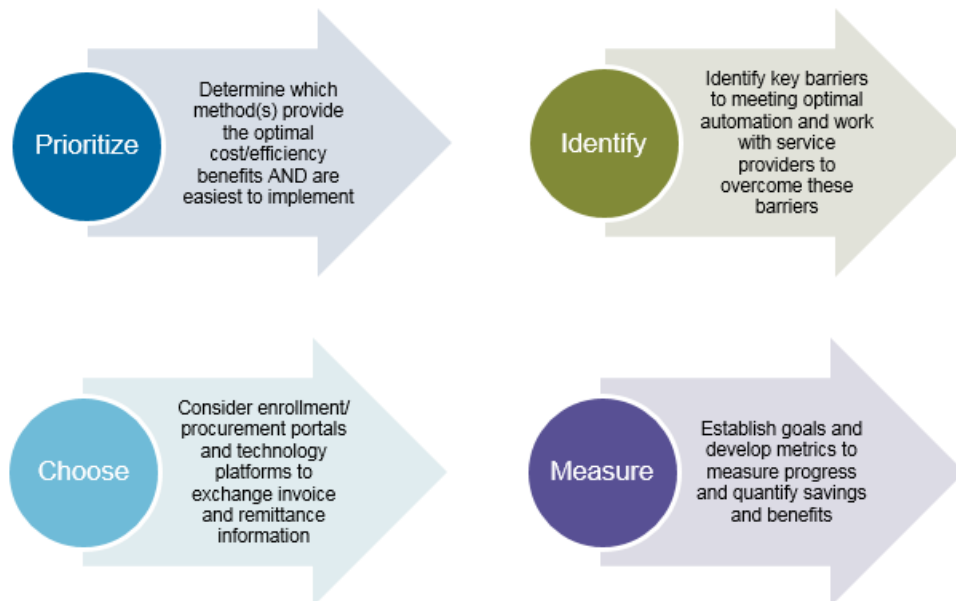 Prioritize
Determine which
method(s) provide
the optimal
cost/efficiency
benefits AND are
easiest to implement
Identify
Identify key barriers
to meeting optimal
automation and work
with service
providers to
overcome these
barriers
Choose
Consider enrollment/
procurement portals
and technology
platforms to
exchange invoice
and remittance
information
Measure
Establish goals and
develop metrics to
measure progress
and quantify savings
and benefits